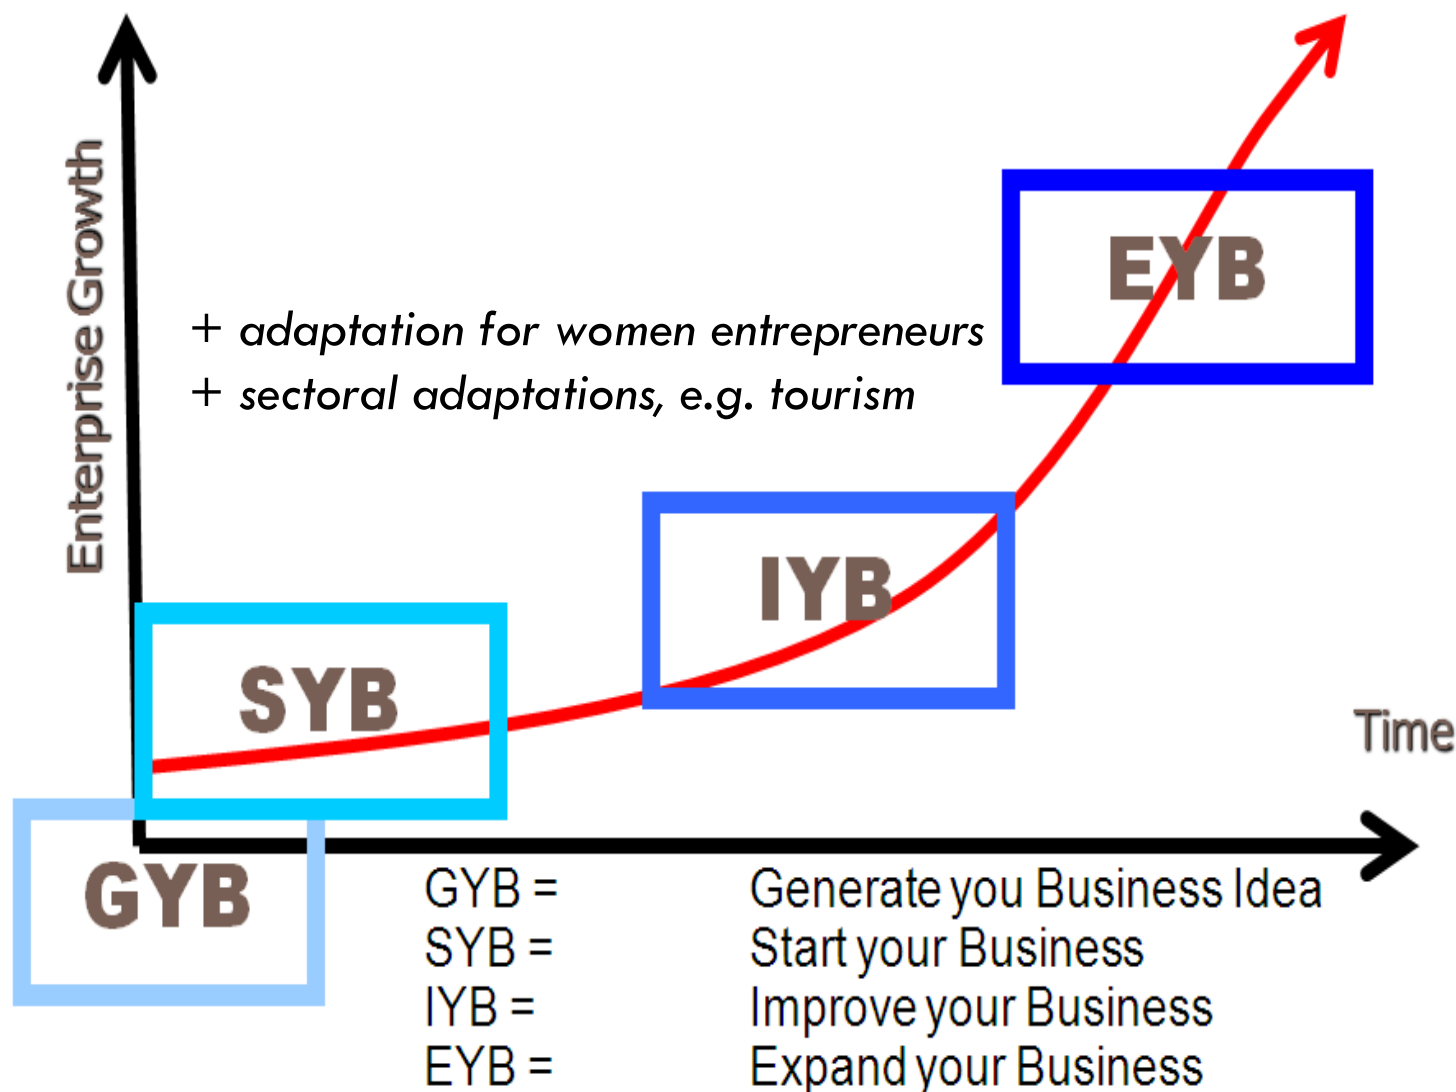 Enterprise Growth
+ adaptation for women entrepreneurs
+ sectoral adaptations, e.g. tourism
EYB
IYB
SYB
Time
GYB
GYB = Generate you Business Idea
SYB = Start your Business
IYB = Improve your Business
EYB = Expand your Business